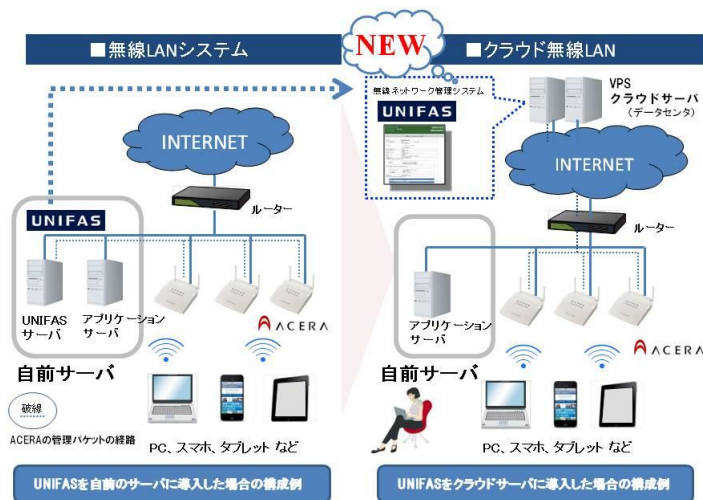 ■無線LANシステム
NEW
■クラウド無線LAN
無線ネットワーク管理システム
UNIFAS
VPS
クラウドサーバ
(データセンタ)
INTERNET
INTERNET
ルーター
ルーター
UNIFAS
UNIFAS
サーバ
アプリケーション
サーバ
ACERA
自前サーバ
アプリケーション
サーバ
ACERA
自前サーバ
破線
ACERAの管理パケットの経路
PC、スマホ、タブレット など
PC、スマホ、タブレット など
UNIFASを自前のサーバに導入した場合の構成例
UNIFASをクラウドサーバに導入した場合の構成例